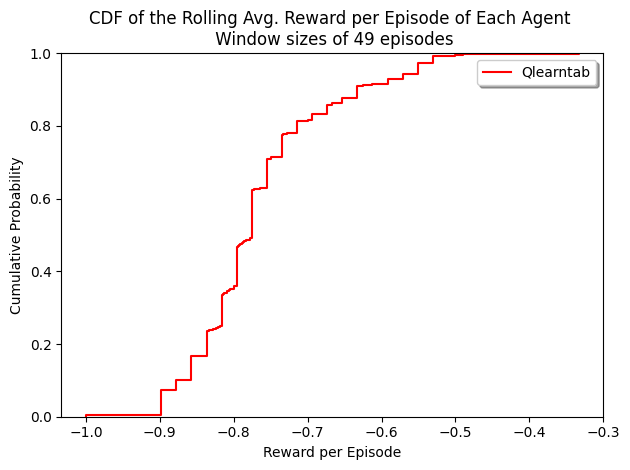 CDF of the Rolling Avg. Reward per Episode of Each Agent
Window sizes of 49 episodes
Qlearntab
Cumulative Probability
1.0
0.8
0.6
0.4
0.2
0.0
−1.0 −0.9 −0.8 −0.7 −0.6 −0.5 −0.4 −0.3
Reward per Episode